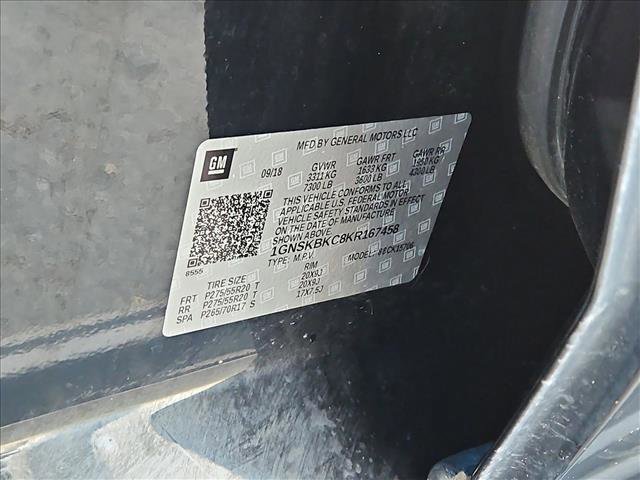 GM
MFD BY GENERAL MOTORS LLC
09/18 GVWR GAWR FRT GAWR RR
3311 KG 1633 KG 1950 KG
7300 LB 3600 LB 4300 LB
THIS VEHICLE CONFORMS TO ALL
APPLICABLE U.S. FEDERAL MOTOR
VEHICLE SAFETY STANDARDS IN EFFECT
ON THE DATE OF MANUFACTURE
SHOWN ABOVE.
1GNSKBKC8KR167458
TYPE: M.P.V. MODEL:
8555
TIRE SIZE RIM
FRT P275/55R20 T 20X9J
RR P275/55R20 T 20X9J
SPA P265/70R17 S 17X7.5J